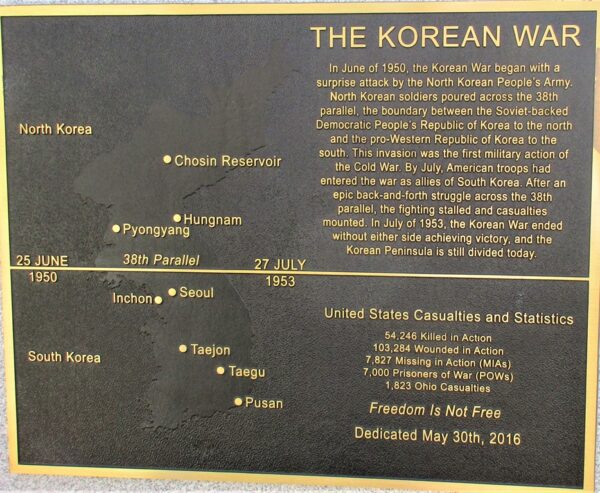 THE KOREAN WAR
In June of 1950, the Korean War began with a
surprise attack by the North Korean People's Army.
North Korean soldiers poured across the 38th
parallel, the boundary between the Soviet-backed
Democratic People's Republic of Korea to the north
and the pro-Western Republic of Korea to the
south. This invasion was the first military action of
the Cold War. By July, American troops had
entered the war as allies of South Korea. After an
epic back-and-forth struggle across the 38th
parallel, the fighting stalled and casualties
mounted. In July of 1953, the Korean War ended
without either side achieving victory, and the
Korean Peninsula is still divided today.
North Korea
Chosin Reservoir
Hungnam
Pyongyang
25 JUNE
1950
38th Parallel
27 JULY
1953
Inchon
Seoul
South Korea
Taejon
Taegu
Pusan
United States Casualties and Statistics
54,246 Killed in Action
103,284 Wounded in Action
7,827 Missing in Action (MIAs)
7,000 Prisoners of War (POWs)
1,823 Ohio Casualties
Freedom Is Not Free
Dedicated May 30th, 2016